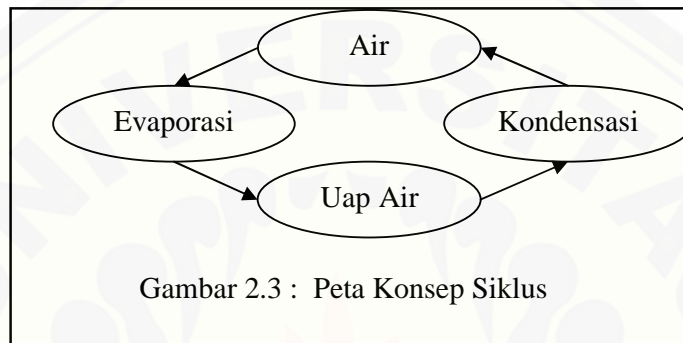 Air
Evaporasi
Kondensasi
Uap Air
Gambar 2.3 : Peta Konsep Siklus